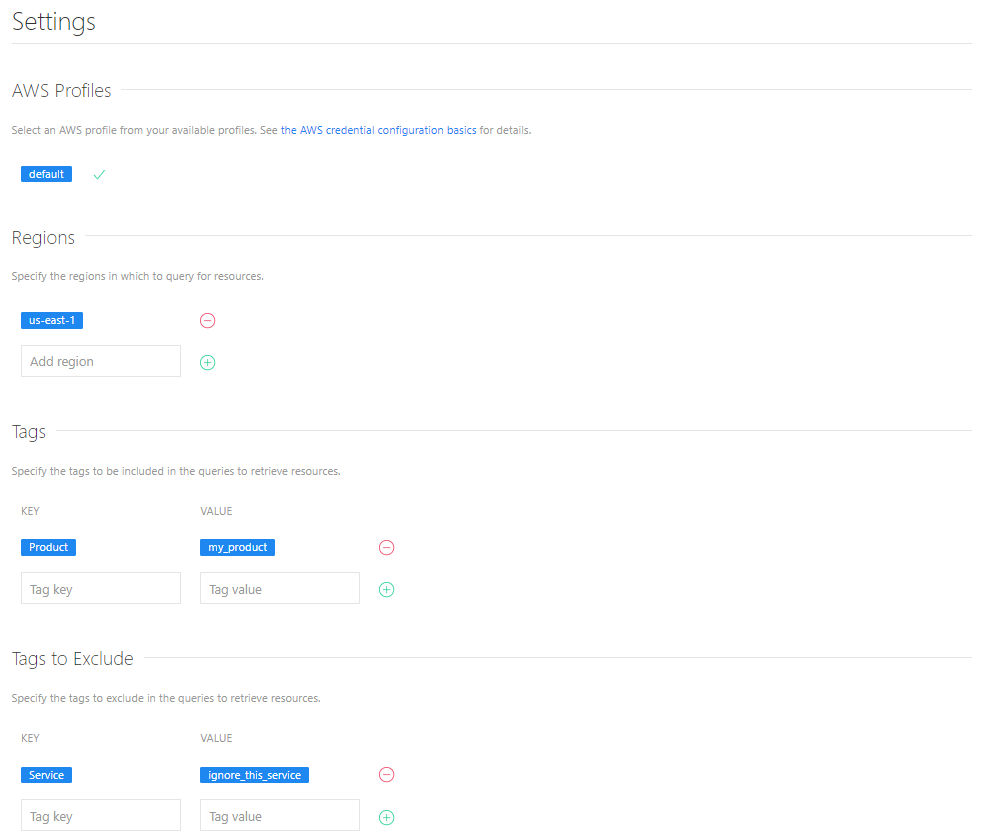 Settings
AWS Profiles
Select an AWS profile from your available profiles. See the AWS credential configuration basics for details.
default
Regions
Specify the regions in which to query for resources.
us-east-1
Add region
Tags
Specify the tags to be included in the queries to retrieve resources.
KEY VALUE
Product my_product
Tag key Tag value
Tags to Exclude
Specify the tags to exclude in the queries to retrieve resources.
KEY VALUE
Service ignore_this_service
Tag key Tag value